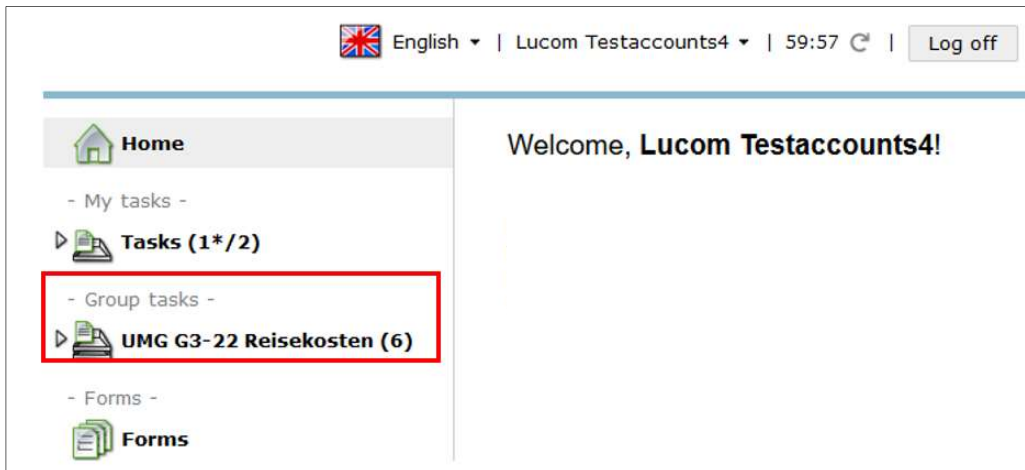 English | Lucom Testaccounts4 | 59:57 | Log off
Home
Welcome, Lucom Testaccounts4!
- My tasks -
Tasks (1*/2)
- Group tasks -
UMG G3-22 Reisekosten (6)
- Forms -
Forms